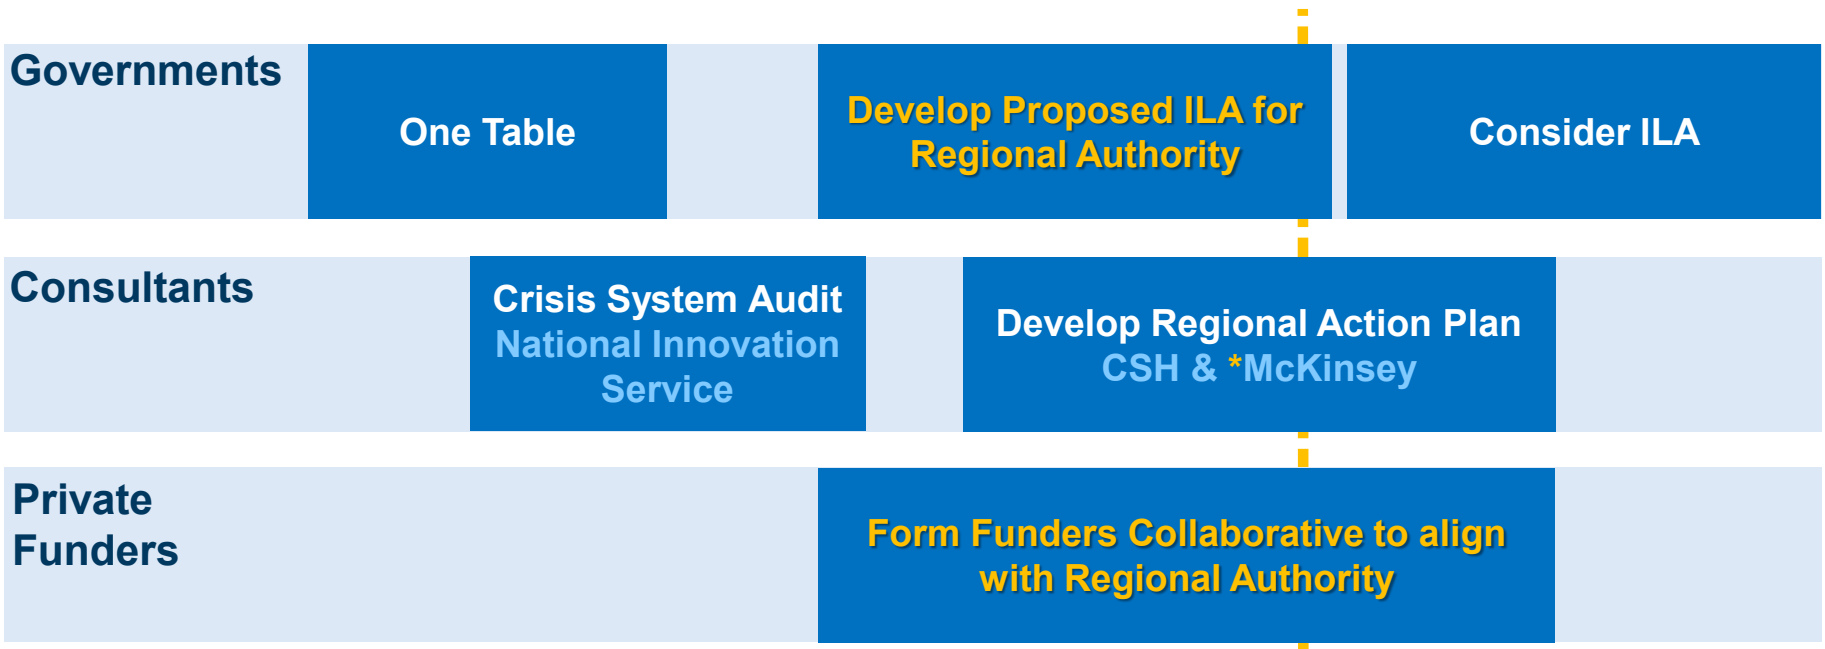 Governments
One Table
Develop Proposed ILA for
Regional Authority
Consider ILA
Consultants
Crisis System Audit
National Innovation
Service
Develop Regional Action Plan
CSH & *McKinsey
Private
Funders
Form Funders Collaborative to align
with Regional Authority